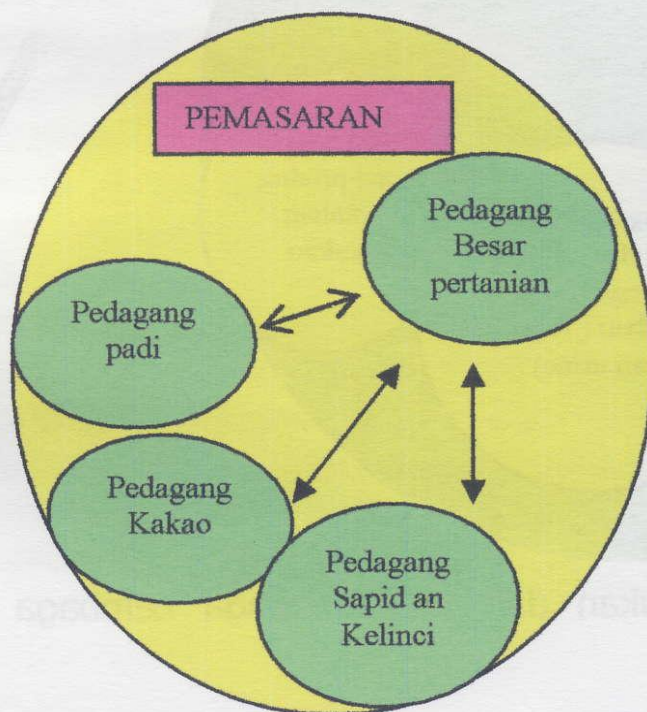 PEMASARAN
Pedagang
Besar
pertanian
Pedagang
padi
Pedagang
Kakao
Pedagang
Sapid an
Kelinci